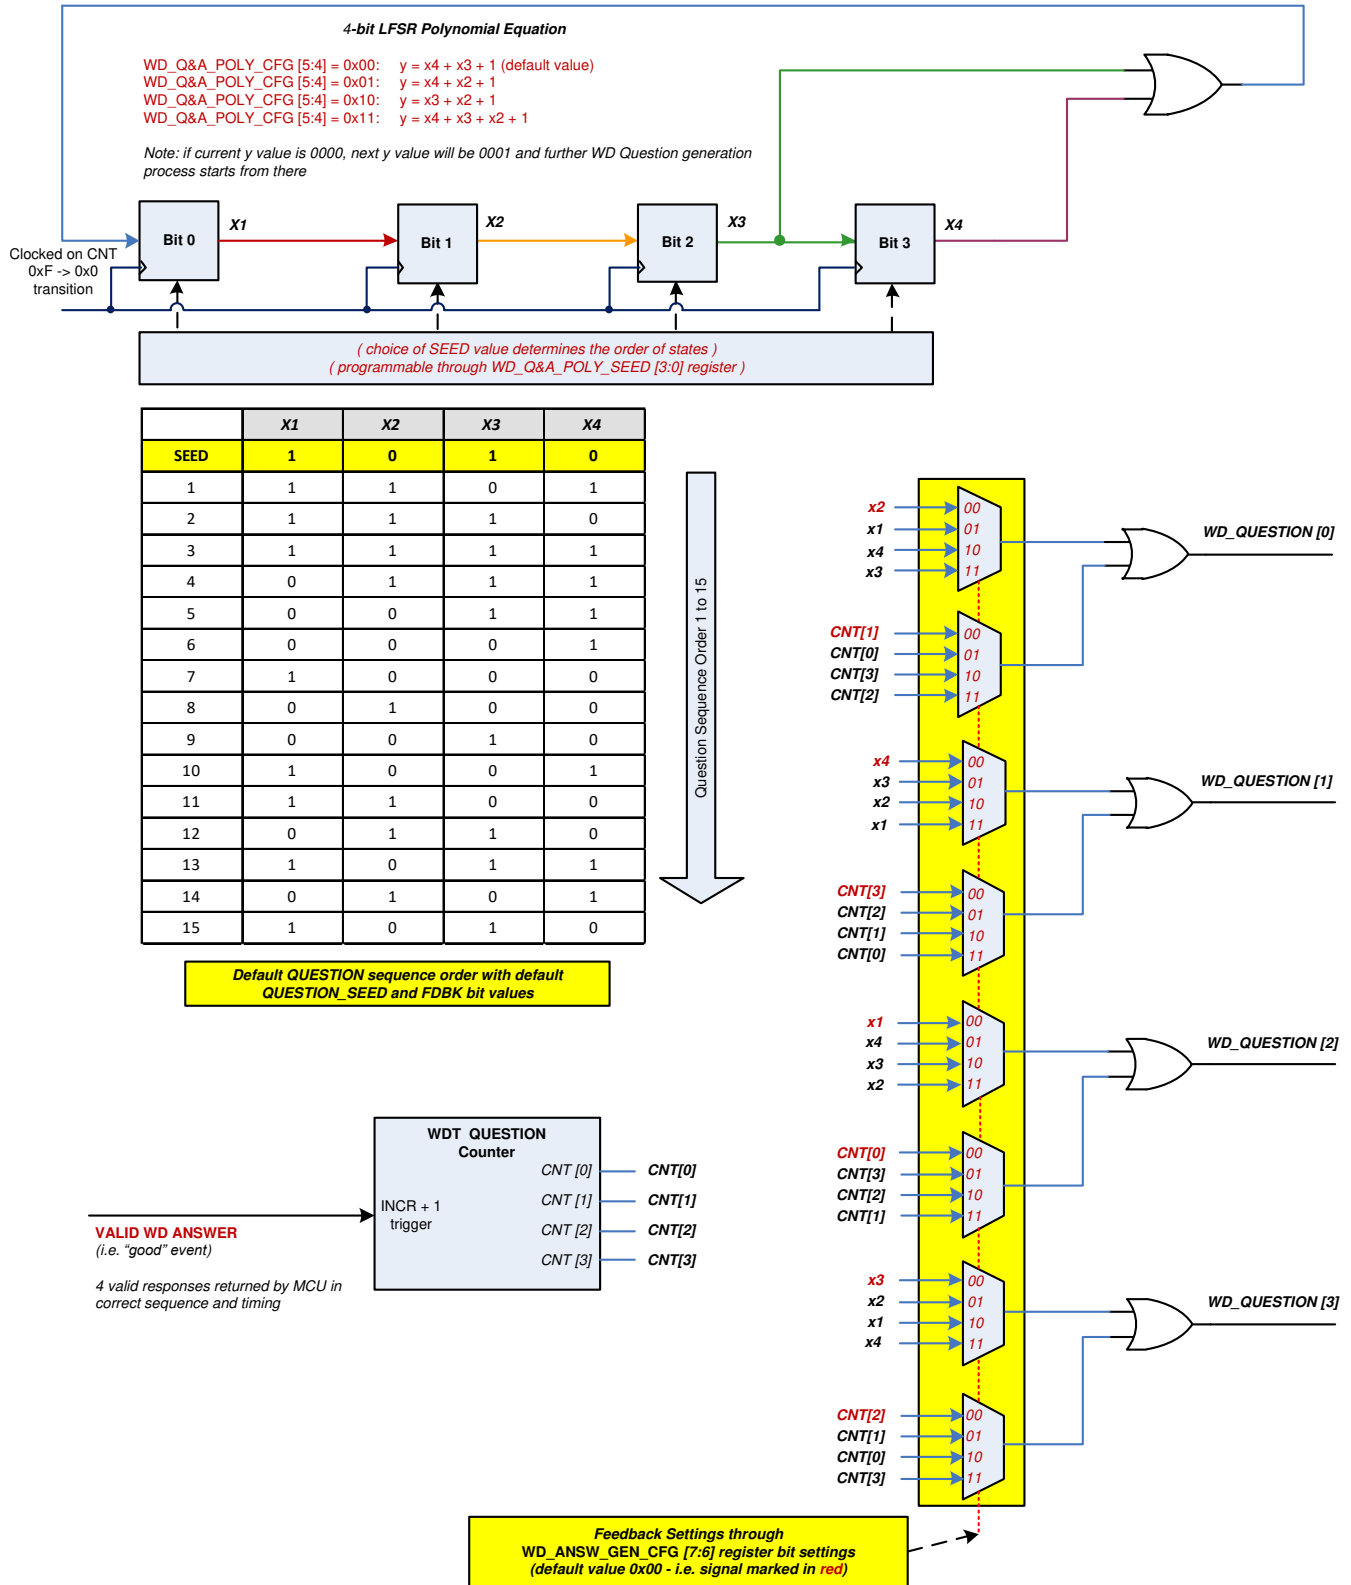 4-bit LFSR Polynomial Equation
WD_Q&A_POLY_CFG [5:4] = 0x00: y = x4 + x3 + 1 (default value)
WD_Q&A_POLY_CFG [5:4] = 0x01: y = x4 + x2 + 1
WD_Q&A_POLY_CFG [5:4] = 0x10: y = x3 + x2 + 1
WD_Q&A_POLY_CFG [5:4] = 0x11: y = x4 + x3 + x2 + 1
Note: if current y value is 0000, next y value will be 0001 and further WD Question generation
process starts from there
Bit 0
X1
Bit 1
X2
Bit 2
X3
Bit 3
X4
Clocked on CNT
0xF -> 0x0
transition
( choice of SEED value determines the order of states )
( programmable through WD_Q&A_POLY_SEED [3:0] register )
X1 X2 X3 X4
SEED 1 0 1 0
1 1 1 0 1
2 1 1 1 0
3 1 1 1 1
4 0 1 1 1
5 0 0 1 1
6 0 0 0 1
7 1 0 0 0
8 0 1 0 0
9 0 0 1 0
10 1 0 0 1
11 1 1 0 0
12 0 1 1 0
13 1 0 1 1
14 0 1 0 1
15 1 0 1 0
Question Sequence Order 1 to 15
Default QUESTION sequence order with default
QUESTION_SEED and FDBK bit values
WDT QUESTION
Counter
INCR + 1
trigger
CNT [0] CNT[0]
CNT [1] CNT[1]
CNT [2] CNT[2]
CNT [3] CNT[3]
VALID WD ANSWER
(i.e. “good” event)
4 valid responses returned by MCU in
correct sequence and timing
x2 00
x1 01
x4 10
x3 11
WD_QUESTION [0]
CNT[1] 00
CNT[0] 01
CNT[3] 10
CNT[2] 11
x4 00
x3 01
x2 10
x1 11
WD_QUESTION [1]
CNT[3] 00
CNT[2] 01
CNT[1] 10
CNT[0] 11
x1 00
x4 01
x3 10
x2 11
WD_QUESTION [2]
CNT[0] 00
CNT[3] 01
CNT[2] 10
CNT[1] 11
x3 00
x2 01
x1 10
x4 11
WD_QUESTION [3]
CNT[2] 00
CNT[1] 01
CNT[0] 10
CNT[3] 11
Feedback Settings through
WD_ANSW_GEN_CFG [7:6] register bit settings
(default value 0x00 - i.e. signal marked in red)